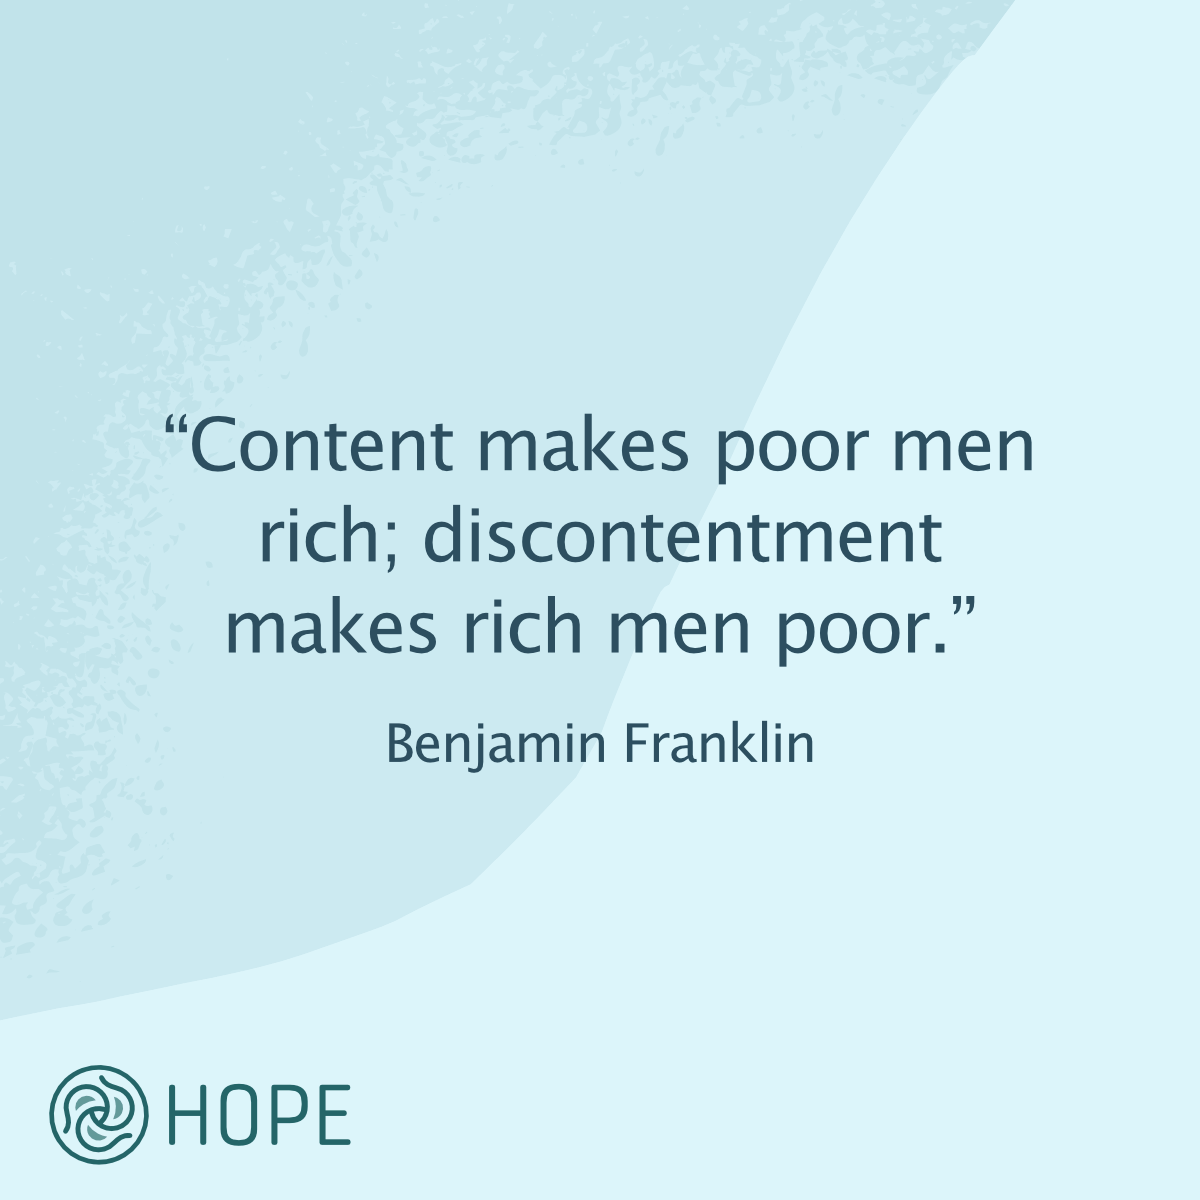 “Content makes poor men
rich; discontentment
makes rich men poor.”
Benjamin Franklin
HOPE